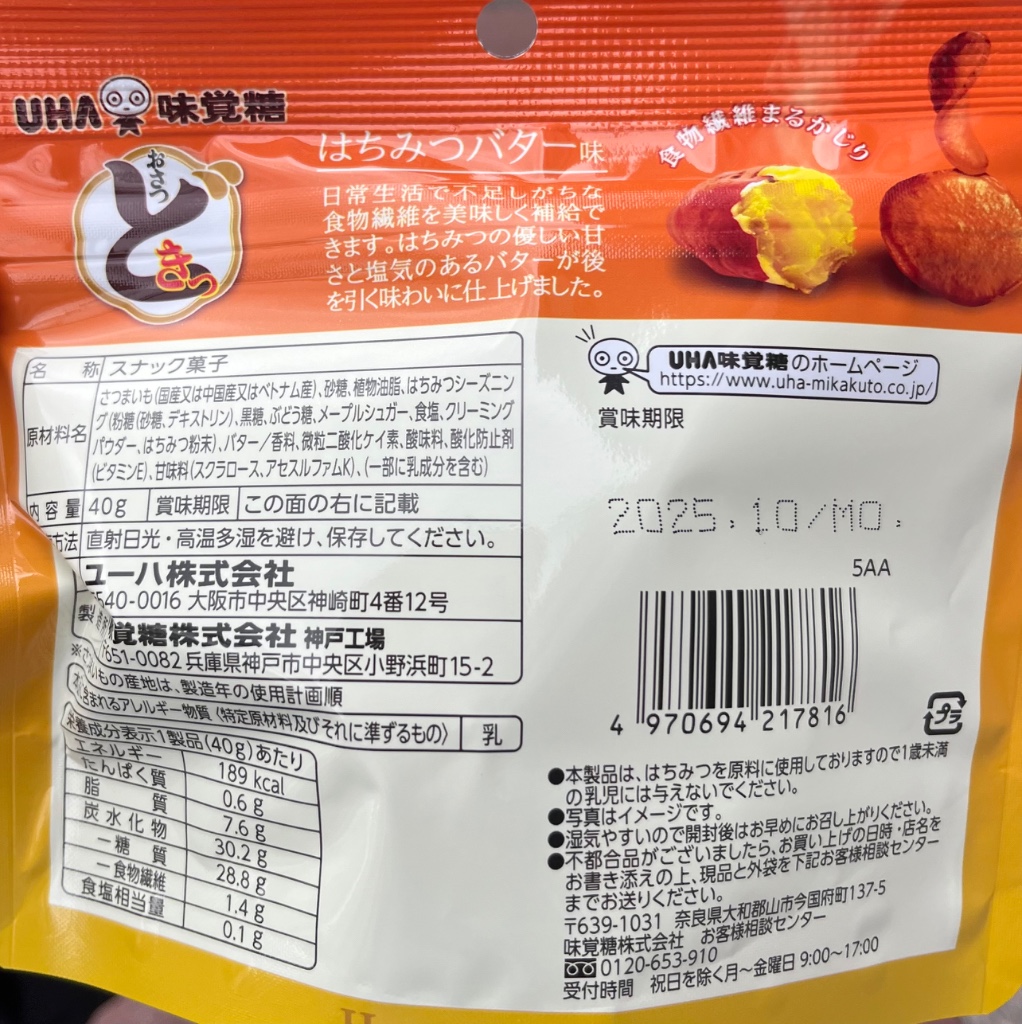 UHA味覚糖
おさつ
どきっ
はちみつバター味
日常生活で不足しがちな
食物繊維を美味しく補給で
きます。はちみつの優しい甘
さと塩気のあるバターが後
を引く味わいに仕上げました。
食物繊維まるかじり
名 称 スナック菓子
原材料名 さつまいも(国産又は中国産又はベトナム産)、砂糖、植物油脂、はちみつシーズニン
グ(粉糖(砂糖、デキストリン)、黒糖、ぶどう糖、メープルシュガー、食塩、クリーミング
パウダー、はちみつ粉末)、バター/香料、微粒二酸化ケイ素、酸味料、酸化防止剤
(ビタミンE)、甘味料(スクラロース、アセスルファムK)、(一部に乳成分を含む)
内容量 40g 賞味期限 この面の右に記載
方法 直射日光・高温多湿を避け、保存してください。
ユーハ株式会社
540-0016 大阪市中央区神崎町4番12号
製 覚糖株式会社 神戸工場
651-0082 兵庫県神戸市中央区小野浜町15-2
もの産地は、製造年の使用計画順
含まれるアレルギー物質(特定原材料及びそれに準ずるもの) 乳
栄養成分表示1製品(40g)あたり
エネルギー 189 kcal
たんぱく質 0.6 g
脂 質 7.6 g
炭水化物 30.2 g
―糖 質 28.8 g
―食物繊維 1.4 g
食塩相当量 0.1 g
UHA味覚糖のホームページ
https://www.uha-mikakuto.co.jp/
賞味期限
2025.10/MO.
5AA
4 970694 217816
プラ
●本製品は、はちみつを原料に使用しておりますので1歳未満
の乳児には与えないでください。
●写真はイメージです。
●湿気やすいので開封後はお早めにお召し上がりください。
●不都合品がございましたら、お買い上げの日時・店名を
お書き添えの上、現品と外袋を下記お客様相談センター
までお送りください。
〒639-1031 奈良県大和郡山市今国府町137-5
味覚糖株式会社 お客様相談センター
0120-653-910
受付時間 祝日を除く月～金曜日 9:00～17:00